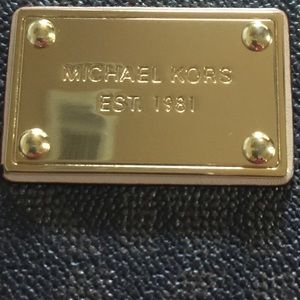 MICHAEL KORS
EST. 1981